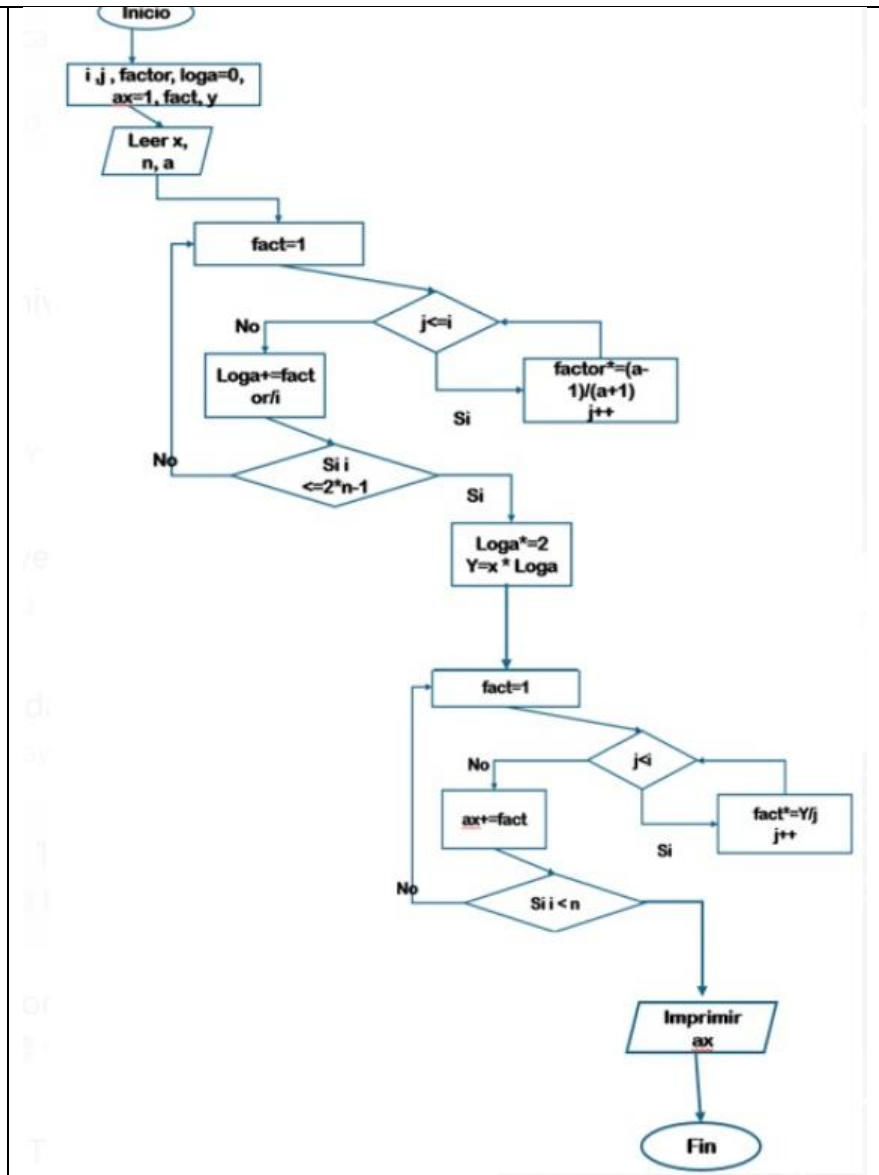 Inicio
i ,j , factor, loga=0,
ax=1, fact, y
Leer x,
n, a
fact=1
j<=i
No
Loga+=fact
or/i
factor*=(a-
1)/(a+1)
j++
Si
No
Si i
<=2*n-1
Si
Loga*=2
Y=x * Loga
fact=1
j<i
No
ax+=fact
fact*=Y/j
j++
Si
No
Si i < n
Imprimir
ax
Fin